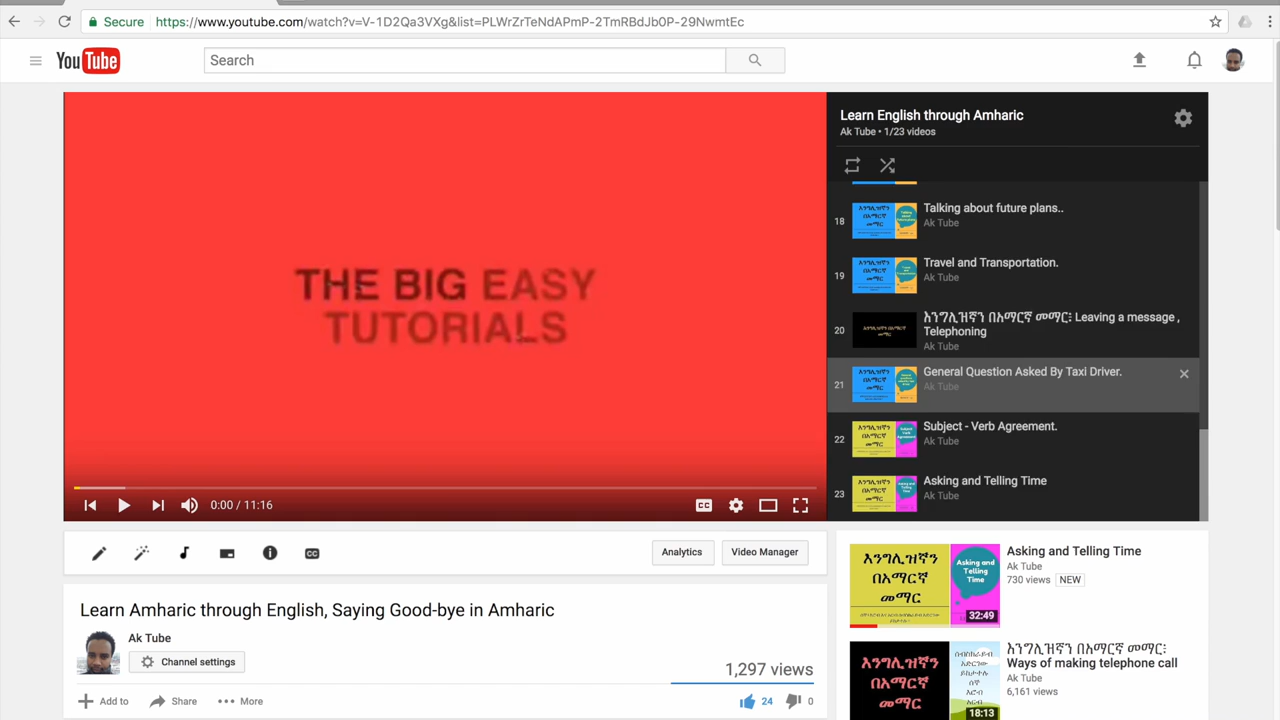 Secure https://www.youtube.com/watch?v=V-1D2Qa3VXg&list=PLWrZrTeNdAPmP-2TmRBdJb0P-29NwmtEc
YouTube
Search
THE BIG EASY
TUTORIALS
0:00 / 11:16
CC
Learn English through Amharic
Ak Tube • 1/23 videos
18
Talking about future plans..
Ak Tube
19
Travel and Transportation.
Ak Tube
20
እንግሊዝኛን በአማርኛ መማር፤ Leaving a message ,
Telephoning
Ak Tube
21
General Question Asked By Taxi Driver.
Ak Tube
22
Subject - Verb Agreement.
Ak Tube
23
Asking and Telling Time
Ak Tube
Analytics
Video Manager
Learn Amharic through English, Saying Good-bye in Amharic
Ak Tube
Channel settings
1,297 views
Add to
Share
More
24
0
እንግሊዝኛን
በአማርኛ
መማር
Asking and
Telling
Time
32:49
Asking and Telling Time
Ak Tube
730 views NEW
እንግሊዝኛን
በአማርኛ
መማር
18:13
እንግሊዝኛን በአማርኛ መማር፤
Ways of making telephone call
Ak Tube
6,161 views